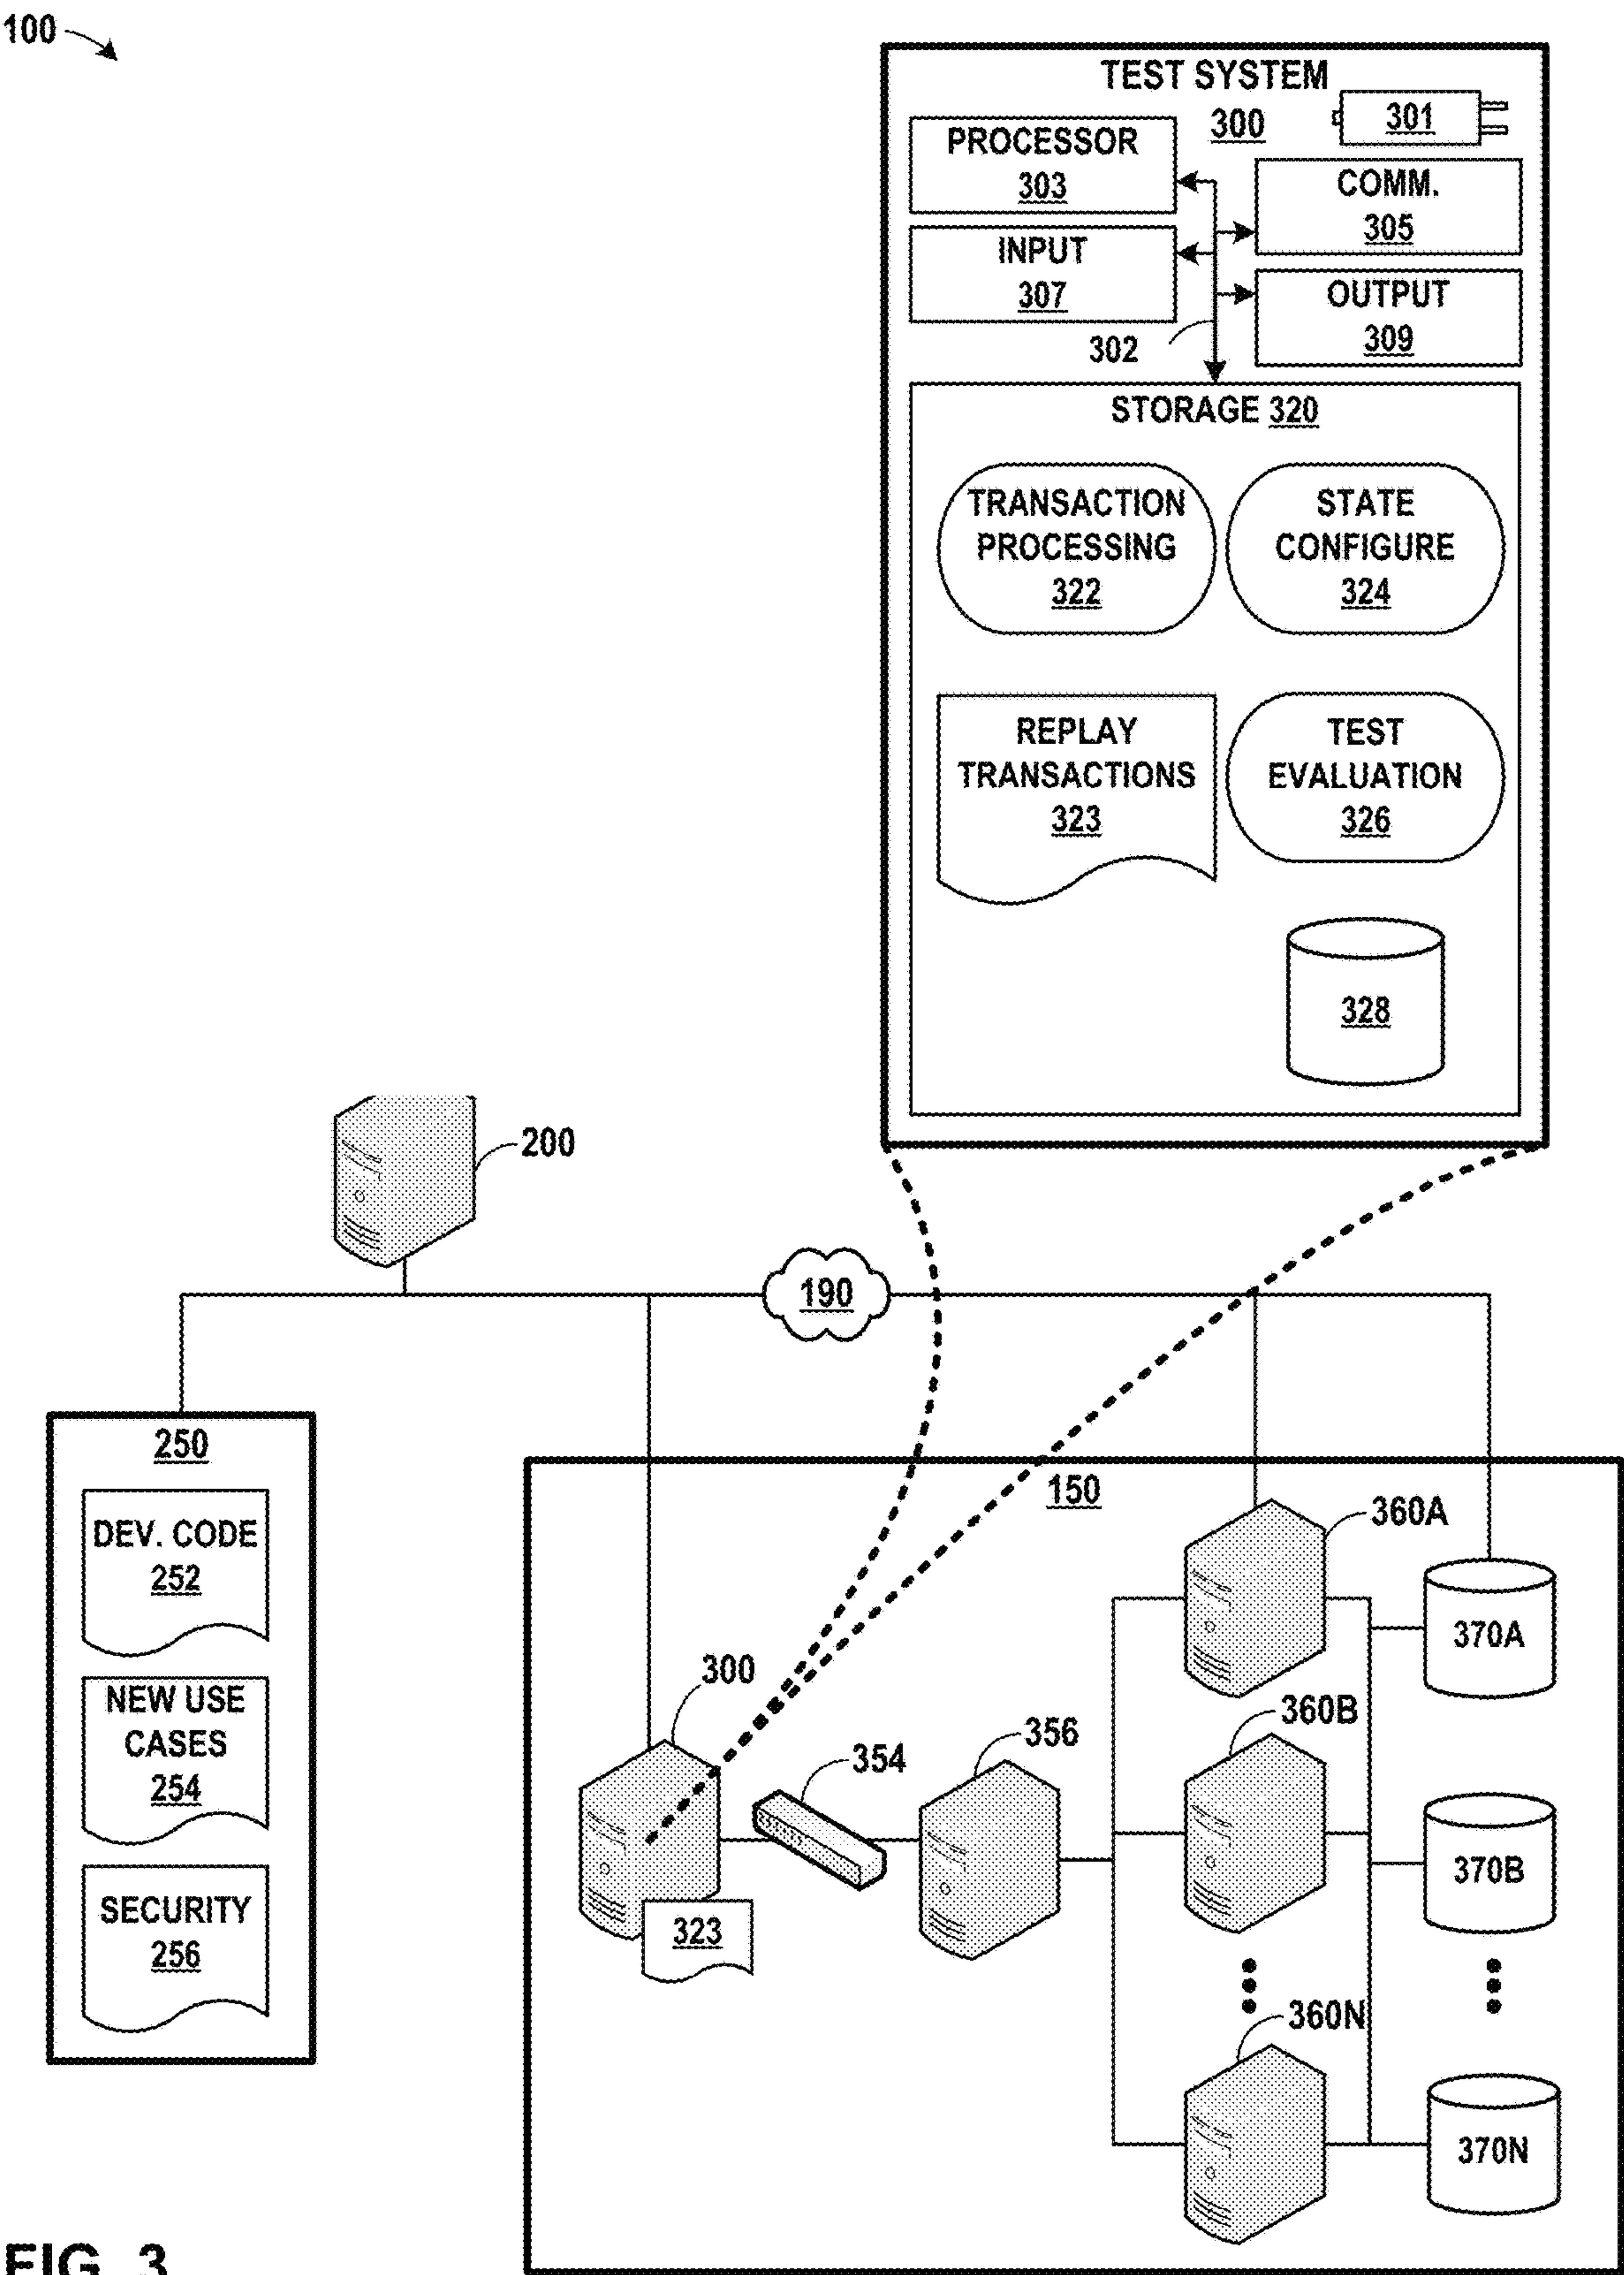 100
TEST SYSTEM
300
301
PROCESSOR
303
COMM.
305
INPUT
307
OUTPUT
309
302
STORAGE 320
TRANSACTION
PROCESSING
322
STATE
CONFIGURE
324
REPLAY
TRANSACTIONS
323
TEST
EVALUATION
326
328
200
190
250
DEV. CODE
252
NEW USE
CASES
254
SECURITY
256
150
360A
370A
300
354
356
360B
370B
323
360N
370N
FIG. 3